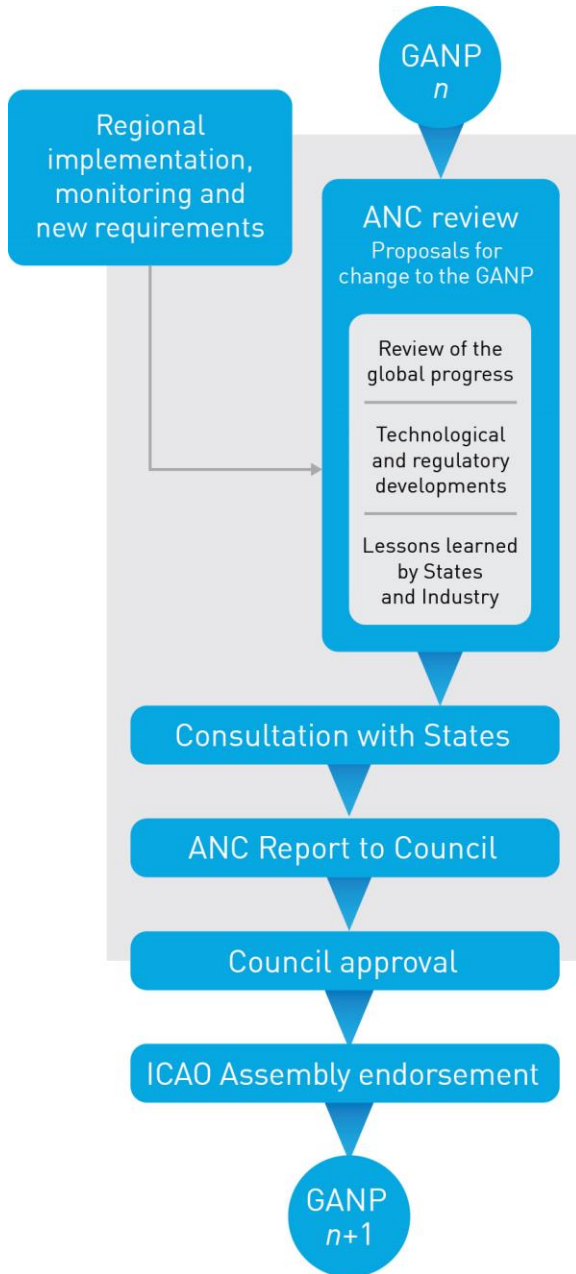 GANP
n
Regional
implementation,
monitoring and
new requirements
ANC review
Proposals for
change to the GANP
Review of the
global progress
Technological
and regulatory
developments
Lessons learned
by States
and Industry
Consultation with States
ANC Report to Council
Council approval
ICAO Assembly endorsement
GANP
n+1